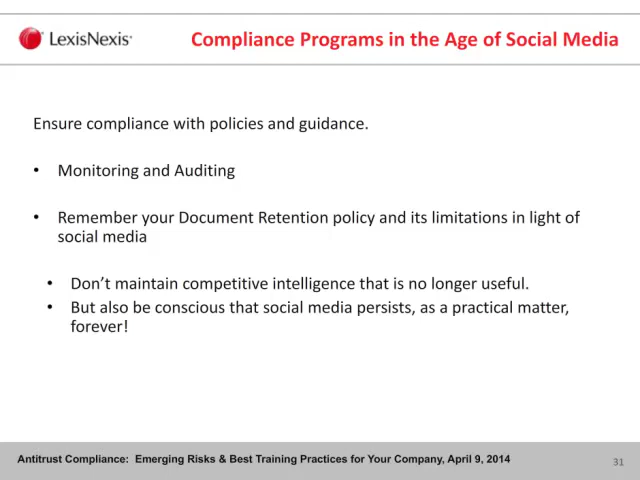 LexisNexis®
Compliance Programs in the Age of Social Media
Ensure compliance with policies and guidance.
• Monitoring and Auditing
• Remember your Document Retention policy and its limitations in light of
social media
• Don’t maintain competitive intelligence that is no longer useful.
• But also be conscious that social media persists, as a practical matter,
forever!
Antitrust Compliance: Emerging Risks & Best Training Practices for Your Company, April 9, 2014
31